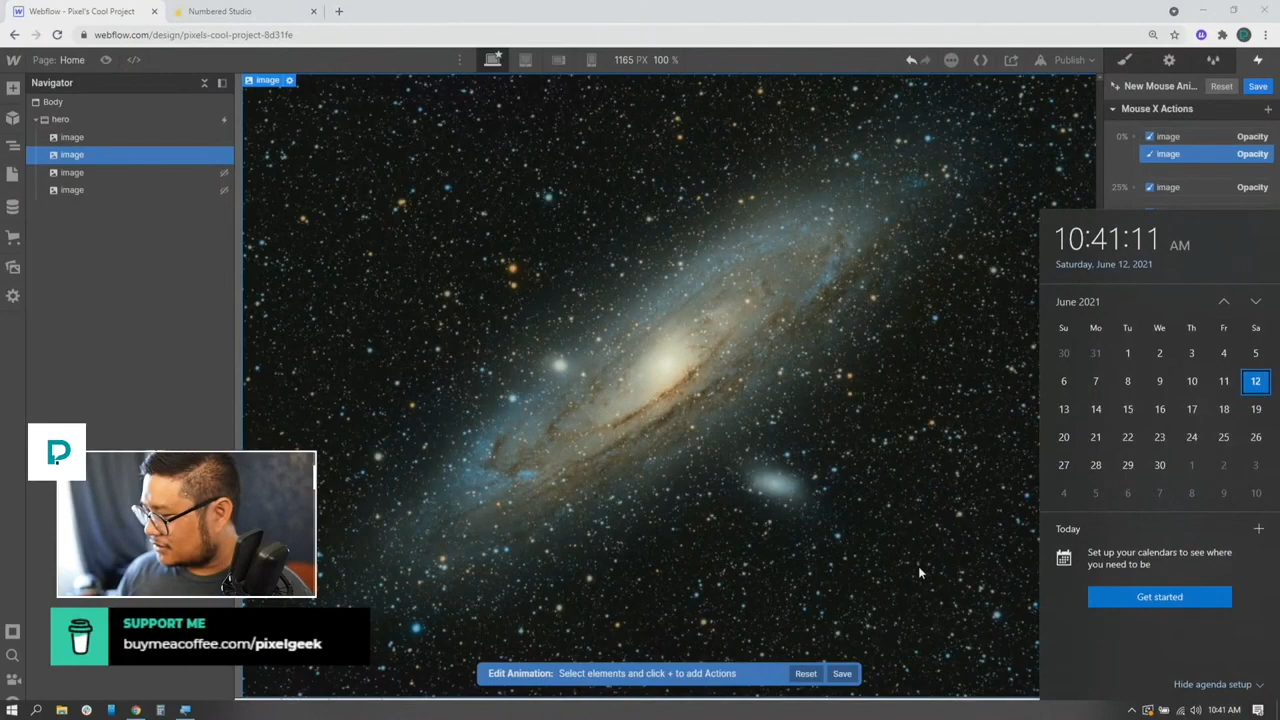 Webflow - Pixel's Cool Project
Numbered Studio
webflow.com/design/pixels-cool-project-8d31fe
Page: Home
1165 PX 100 %
Publish
Navigator
Body
hero
image
image
image
image
image
New Mouse Ani...
Reset
Save
Mouse X Actions
0%
image
Opacity
image
Opacity
25%
image
Opacity
10:41:11 AM
Saturday, June 12, 2021
June 2021
Su Mo Tu We Th Fr Sa
30 31 1 2 3 4 5
6 7 8 9 10 11 12
13 14 15 16 17 18 19
20 21 22 23 24 25 26
27 28 29 30 1 2 3
4 5 6 7 8 9 10
Today
Set up your calendars to see where
you need to be
Get started
Hide agenda setup
SUPPORT ME
buymeacoffee.com/pixelgeek
Edit Animation: Select elements and click + to add Actions
Reset
Save
10:41 AM